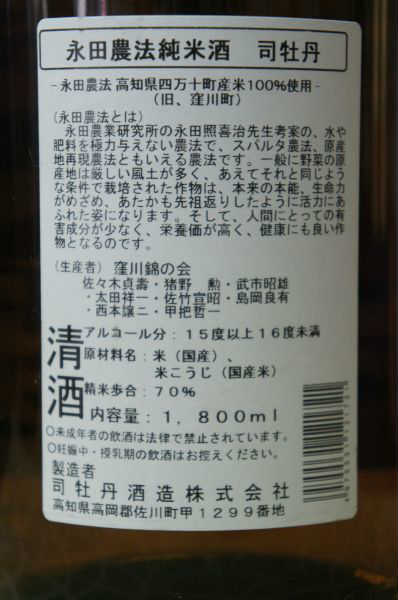 永田農法純米酒　司牡丹
- 永田農法 高知県四万十町産米100%使用 -
（旧、窪川町）
（永田農法とは）
永田農業研究所の永田照喜治先生考案の、水や
肥料を極力与えない農法で、スパルタ農法、原産
地再現農法ともいえる農法です。一般に野菜の原
産地は厳しい風土が多く、あえてそれと同じよう
な条件で栽培された作物は、本来の本能、生命力
がめざめ、あたかも先祖返りしたように活力にあ
ふれた姿になります。そして、人間にとっての有
害成分が少なく、栄養価が高く、健康にも良い作
物となるのです。
（生産者）窪川錦の会
佐々木貞壽・猪野　勲・武市昭雄
・太田祥一・佐竹宣昭・島岡良有
・西本譲二・甲把哲一
清酒
アルコール分：１５度以上１６度未満
原材料名：米（国産）、
米こうじ（国産米）
精米歩合：７０％
内容量：１，８００ml
○未成年者の飲酒は法律で禁止されています。
○妊娠中・授乳期の飲酒はお控えください。
製造者
司牡丹酒造株式会社
高知県高岡郡佐川町甲１２９９番地